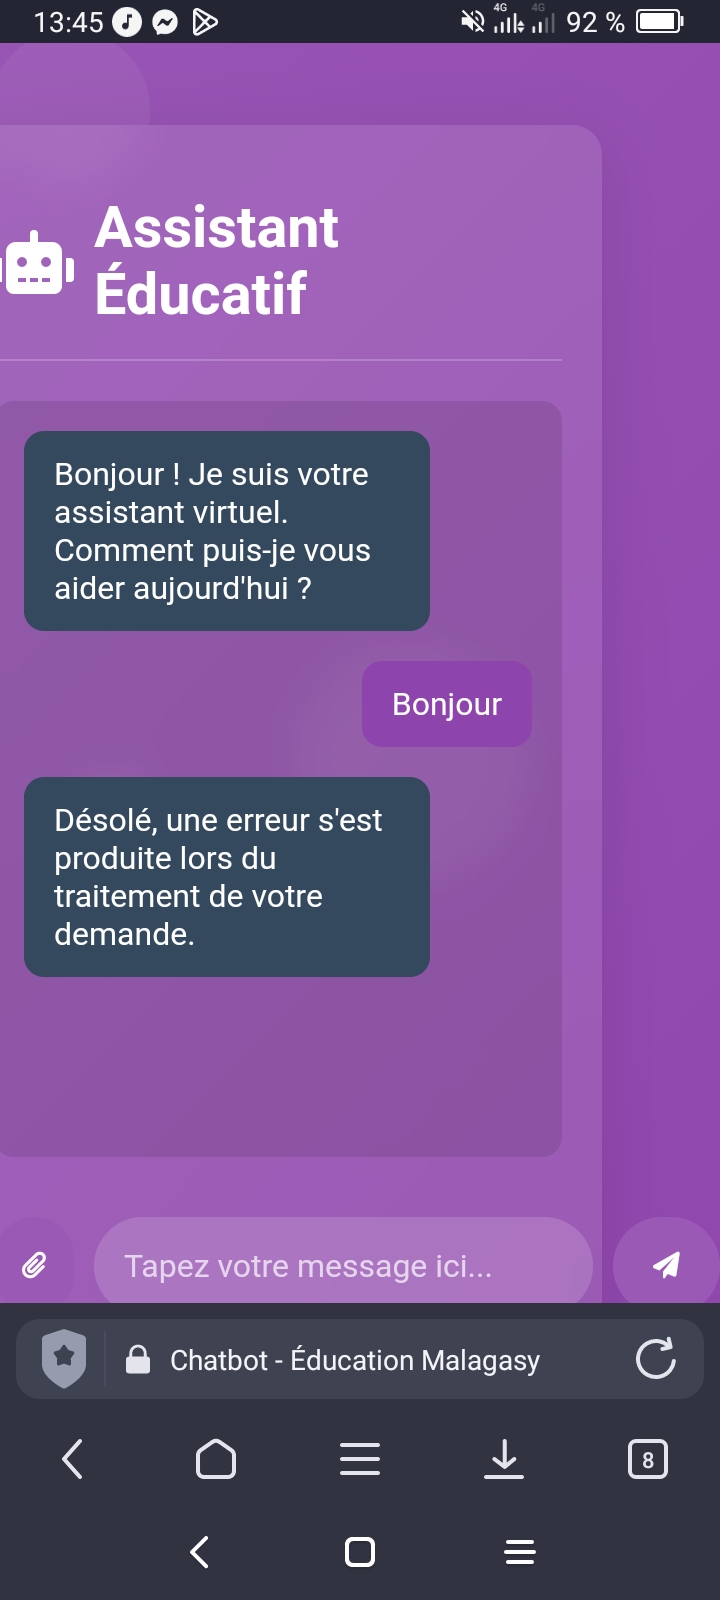 13:45
4G
4G
92 %
Assistant
Éducatif
Bonjour ! Je suis votre
assistant virtuel.
Comment puis-je vous
aider aujourd'hui ?
Bonjour
Désolé, une erreur s'est
produite lors du
traitement de votre
demande.
Tapez votre message ici...
Chatbot - Éducation Malagasy
8